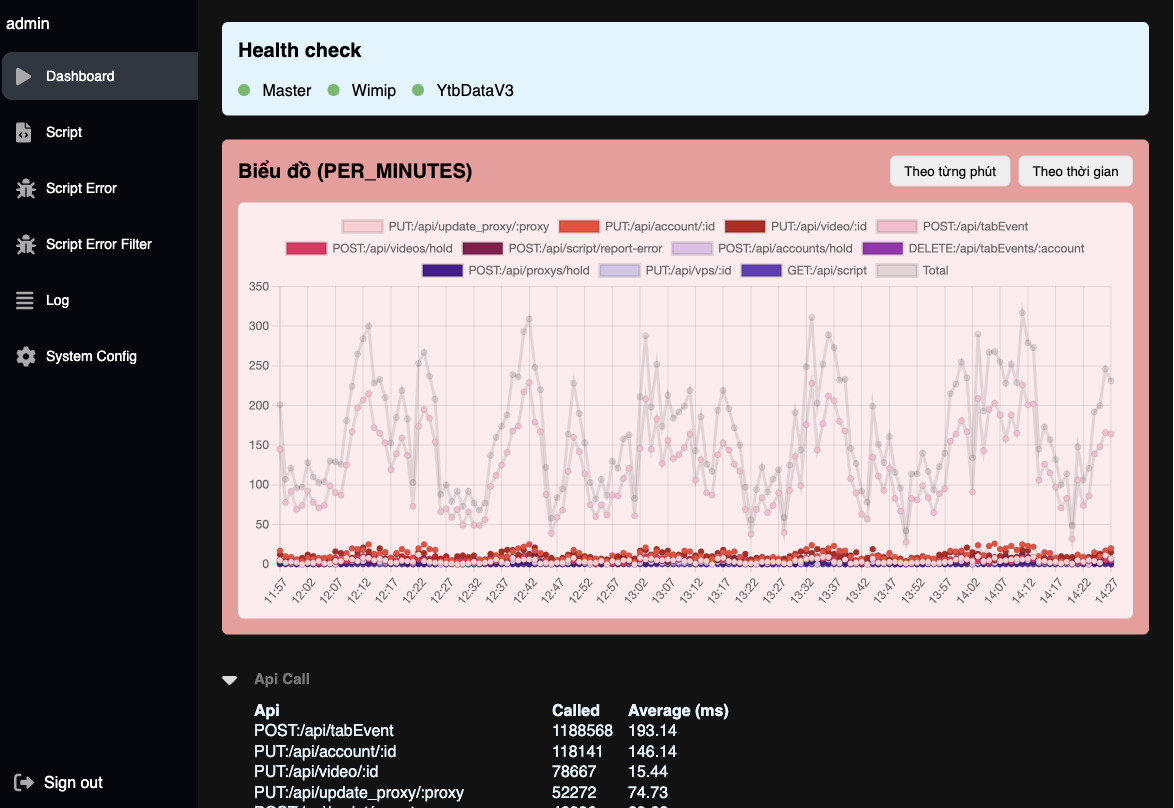 admin
Dashboard
Script
Script Error
Script Error Filter
Log
System Config
Sign out
Health check
Master Wimip YtbDataV3
Biểu đồ (PER_MINUTES)
Theo từng phút Theo thời gian
PUT:/api/update_proxy/:proxy PUT:/api/account/:id PUT:/api/video/:id POST:/api/tabEvent
POST:/api/videos/hold POST:/api/script/report-error POST:/api/accounts/hold DELETE:/api/tabEvents/:account
POST:/api/proxys/hold PUT:/api/vps/:id GET:/api/script Total
350
300
250
200
150
100
50
0
11:57 12:02 12:07 12:12 12:17 12:22 12:27 12:32 12:37 12:42 12:47 12:52 12:57 13:02 13:07 13:12 13:17 13:22 13:27 13:32 13:37 13:42 13:47 13:52 13:57 14:02 14:07 14:12 14:17 14:22 14:27
Api Call
Api Called Average (ms)
POST:/api/tabEvent 1188568 193.14
PUT:/api/account/:id 118141 146.14
PUT:/api/video/:id 78667 15.44
PUT:/api/update_proxy/:proxy 52272 74.73